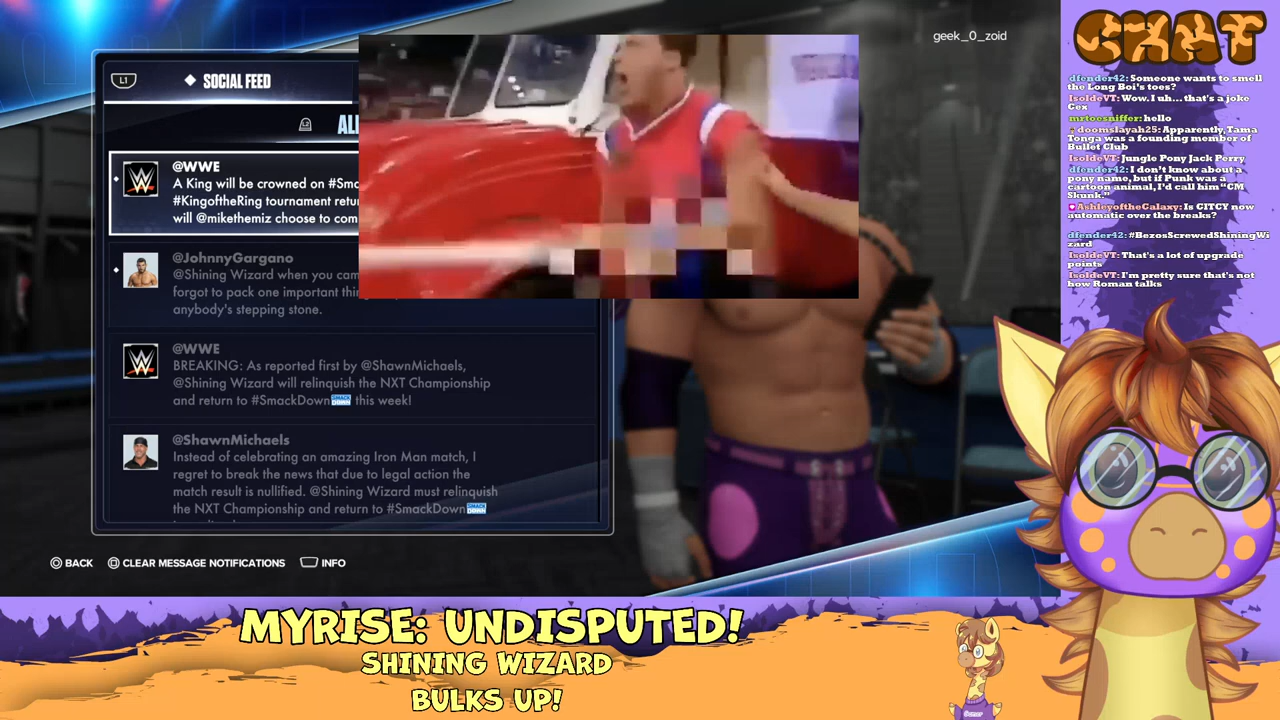 geek_0_zoid
L1
SOCIAL FEED
L2
@WWE
A King will be crowned on
#KingoftheRing tournament
will @mikethemiz choose to
@JohnnyGargano
@Shining Wizard when you
forgot to pack one important
anybody's stepping stone.
@WWE
BREAKING: As reported first by @ShawnMichaels,
@Shining Wizard will relinquish the NXT Championship
and return to #SmackDown this week!
@ShawnMichaels
Instead of celebrating an amazing Iron Man match, I
regret to break the news that due to legal action the
match result is nullified. @Shining Wizard must relinquish
the NXT Championship and return to #SmackDown
BACK
CLEAR MESSAGE NOTIFICATIONS
INFO
CHAT
dfender42: Someone wants to smell
the Long Boi's toes?
IsoldeVT: Wow. I uh... that's a joke
Gex
mrtoesniffer: hello
doomslayah25: Apparently, Tama
Tonga was a founding member of
Bullet Club
IsoldeVT: Jungle Pony Jack Perry
dfender42: I don't know about a
pony name, but if Punk was a
cartoon animal, I'd call him "CM
Skunk."
AshleyoftheGalaxy: Is GITCY now
automatic over the breaks?
dfender42: #BezosScrewedShiningWi
zard
IsoldeVT: That's a lot of upgrade
points
IsoldeVT: I'm pretty sure that's not
how Roman talks
MYRISE: UNDISPUTED!
SHINING WIZARD
BULKS UP!